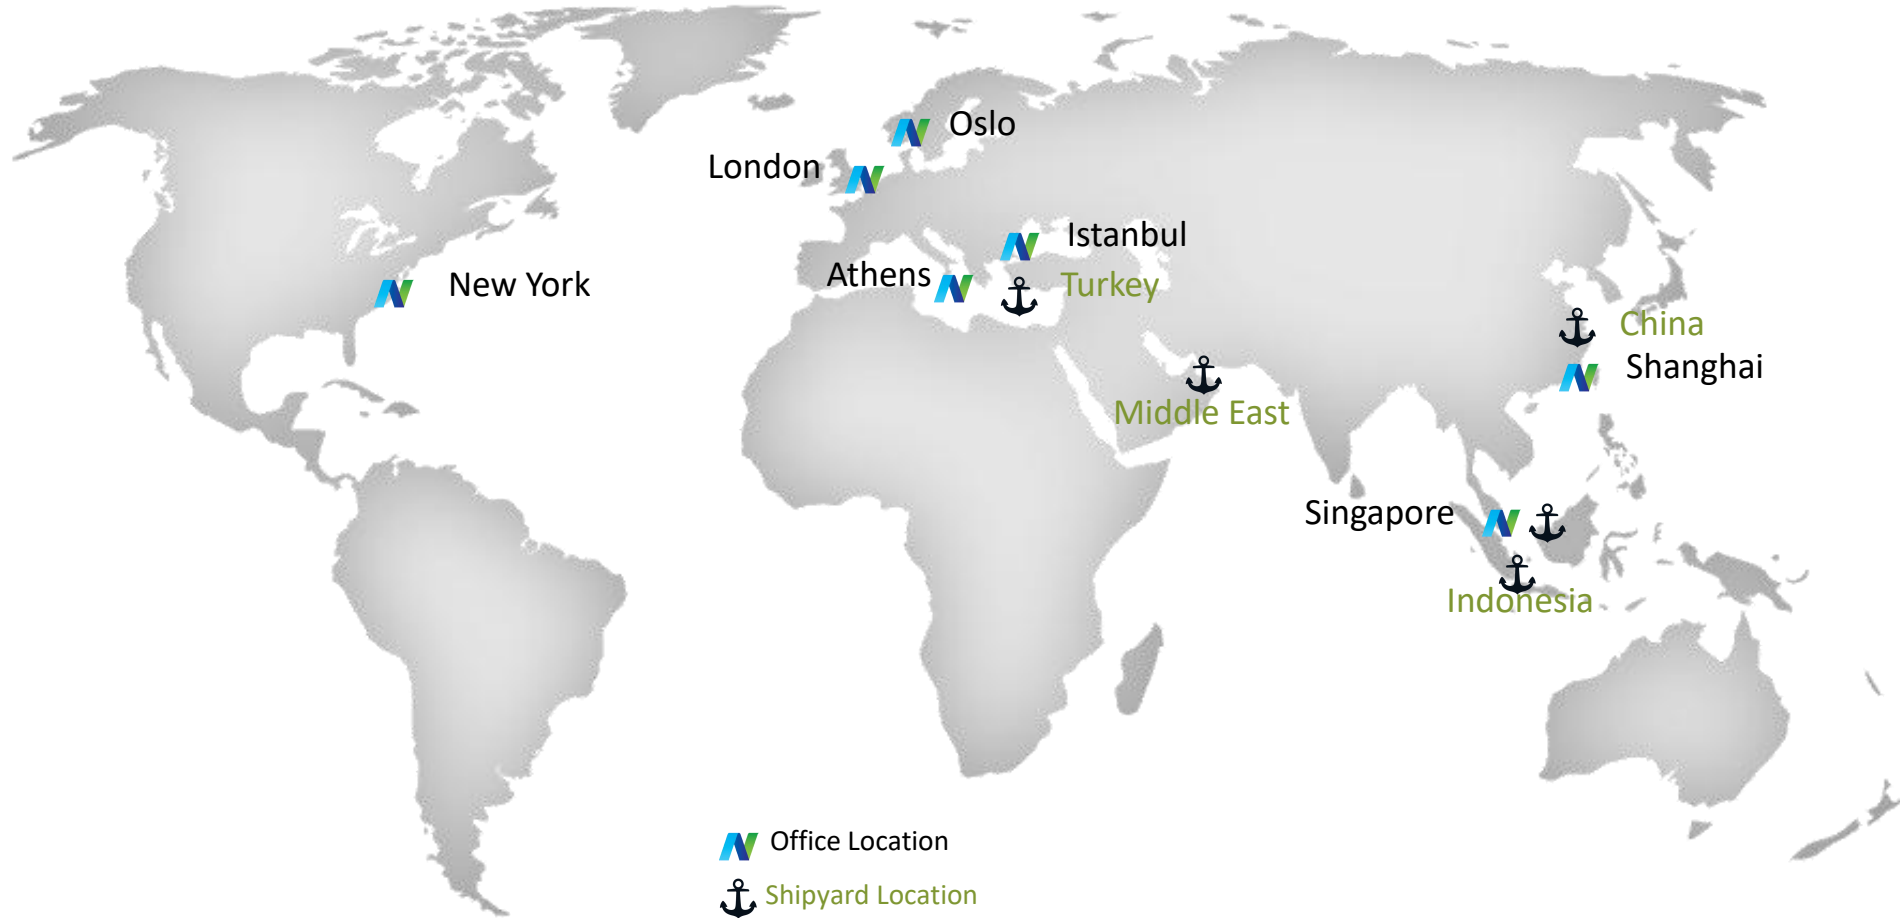 Oslo
London
Istanbul
Athens
Turkey
New York
China
Shanghai
Middle East
Singapore
Indonesia
Office Location
Shipyard Location